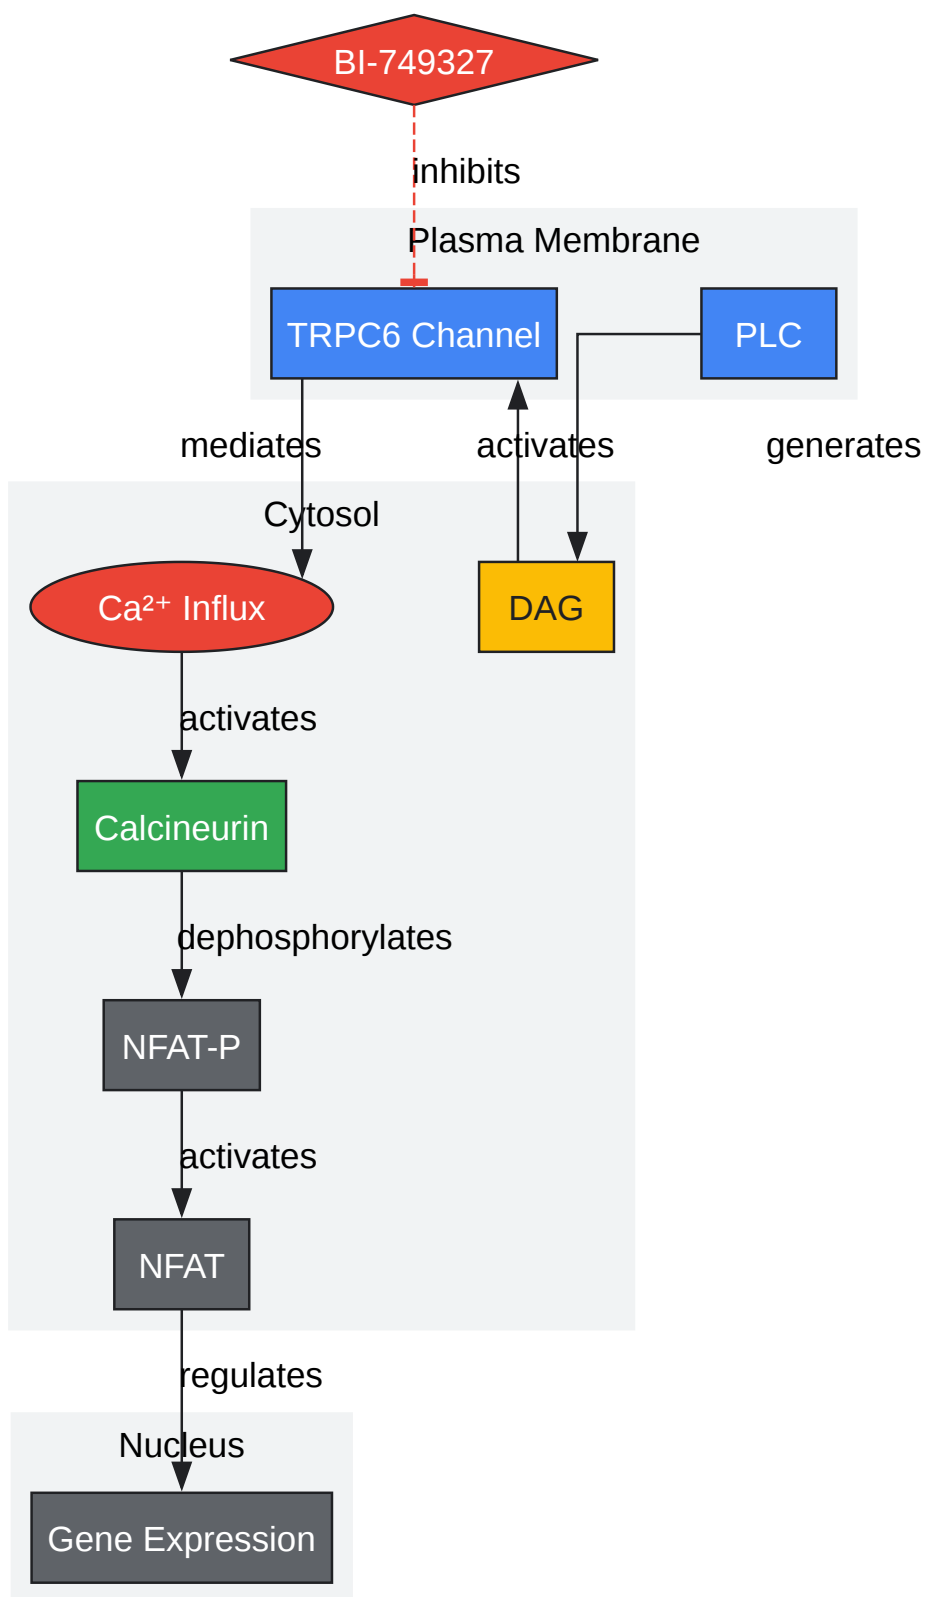 BI-749327
inhibits
Plasma Membrane
TRPC6 Channel
PLC
mediates
activates
generates
Cytosol
Ca²⁺ Influx
DAG
activates
Calcineurin
dephosphorylates
NFAT-P
activates
NFAT
regulates
Nucleus
Gene Expression